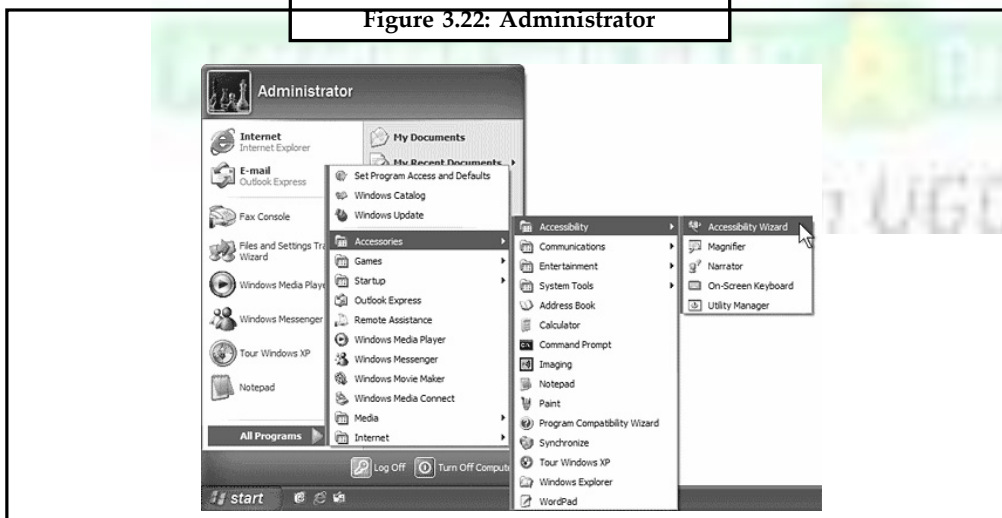 Figure 3.22: Administrator
Administrator
Internet
Internet Explorer
E-mail
Outlook Express
Fax Console
Files and Settings Tra
Wizard
Windows Media Playe
Windows Messenger
Tour Windows XP
Notepad
All Programs
My Documents
My Recent Documents
Set Program Access and Defaults
Windows Catalog
Windows Update
Accessories
Games
Startup
Outlook Express
Remote Assistance
Windows Media Player
Windows Messenger
Windows Movie Maker
Windows Media Connect
Media
Internet
Accessibility
Communications
Entertainment
System Tools
Address Book
Calculator
Command Prompt
Imaging
Notepad
Paint
Program Compatibility Wizard
Synchronize
Tour Windows XP
Windows Explorer
WordPad
Accessibility Wizard
Magnifier
Narrator
On-Screen Keyboard
Utility Manager
Log Off
Turn Off Compute
start